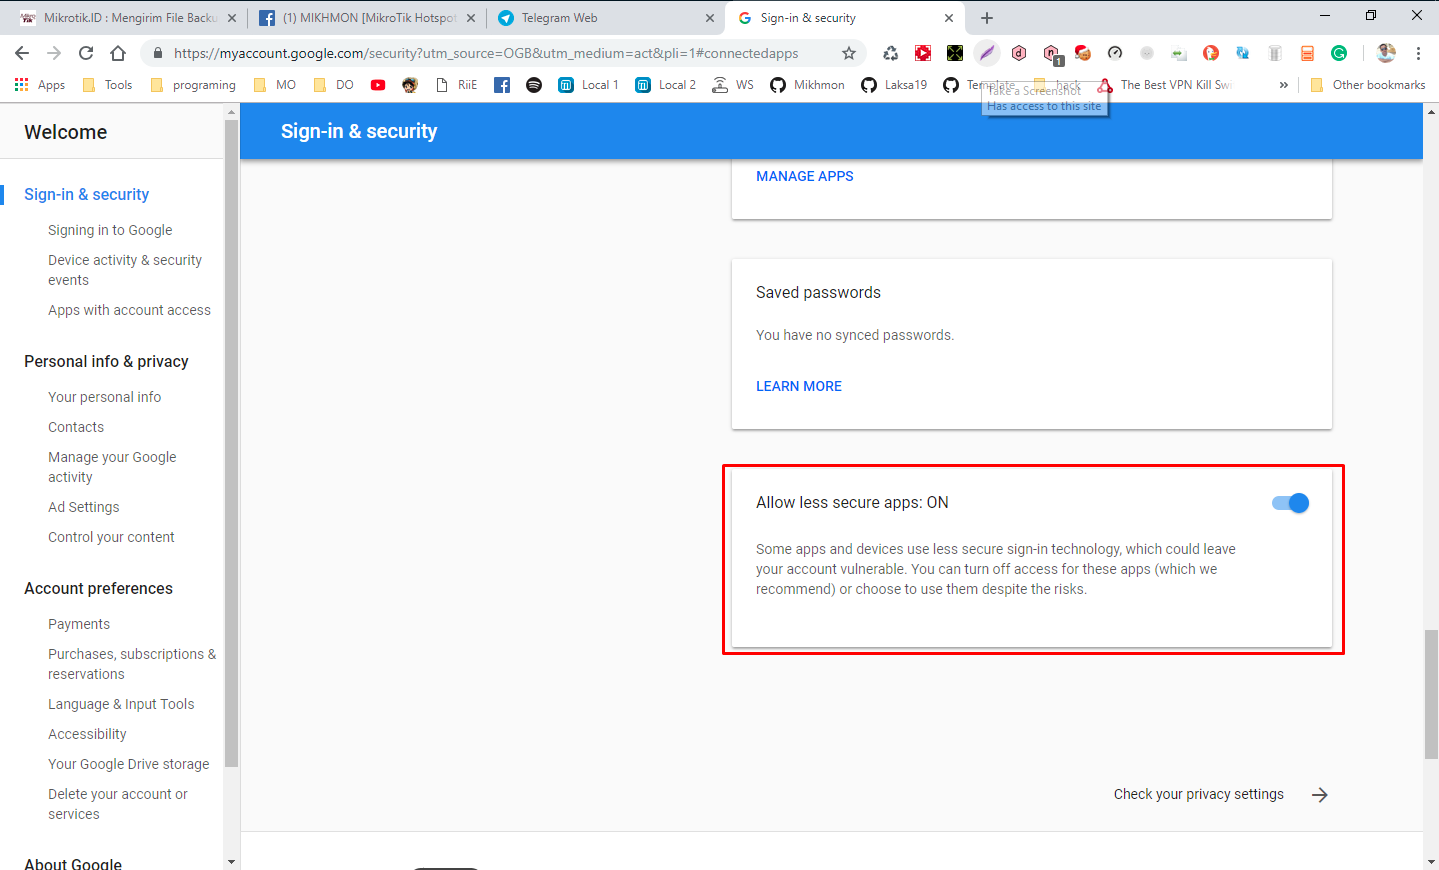 Mikrotik.ID : Mengirim File Backu
(1) MIKHMON [MikroTik Hotspot
Telegram Web
Sign-in & security
https://myaccount.google.com/security?utm_source=OGB&utm_medium=act&pli=1#connectedapps
1
Apps
Tools
programing
MO
DO
RiiE
Local 1
Local 2
WS
Mikhmon
Laksa19
Template
hack
The Best VPN Kill Swi
»
Other bookmarks
Take a Screenshot
Has access to this site
Welcome
Sign-in & security
Sign-in & security
Signing in to Google
Device activity & security
events
Apps with account access
Personal info & privacy
Your personal info
Contacts
Manage your Google
activity
Ad Settings
Control your content
Account preferences
Payments
Purchases, subscriptions &
reservations
Language & Input Tools
Accessibility
Your Google Drive storage
Delete your account or
services
About Google
MANAGE APPS
Saved passwords
You have no synced passwords.
LEARN MORE
Allow less secure apps: ON
Some apps and devices use less secure sign-in technology, which could leave
your account vulnerable. You can turn off access for these apps (which we
recommend) or choose to use them despite the risks.
Check your privacy settings